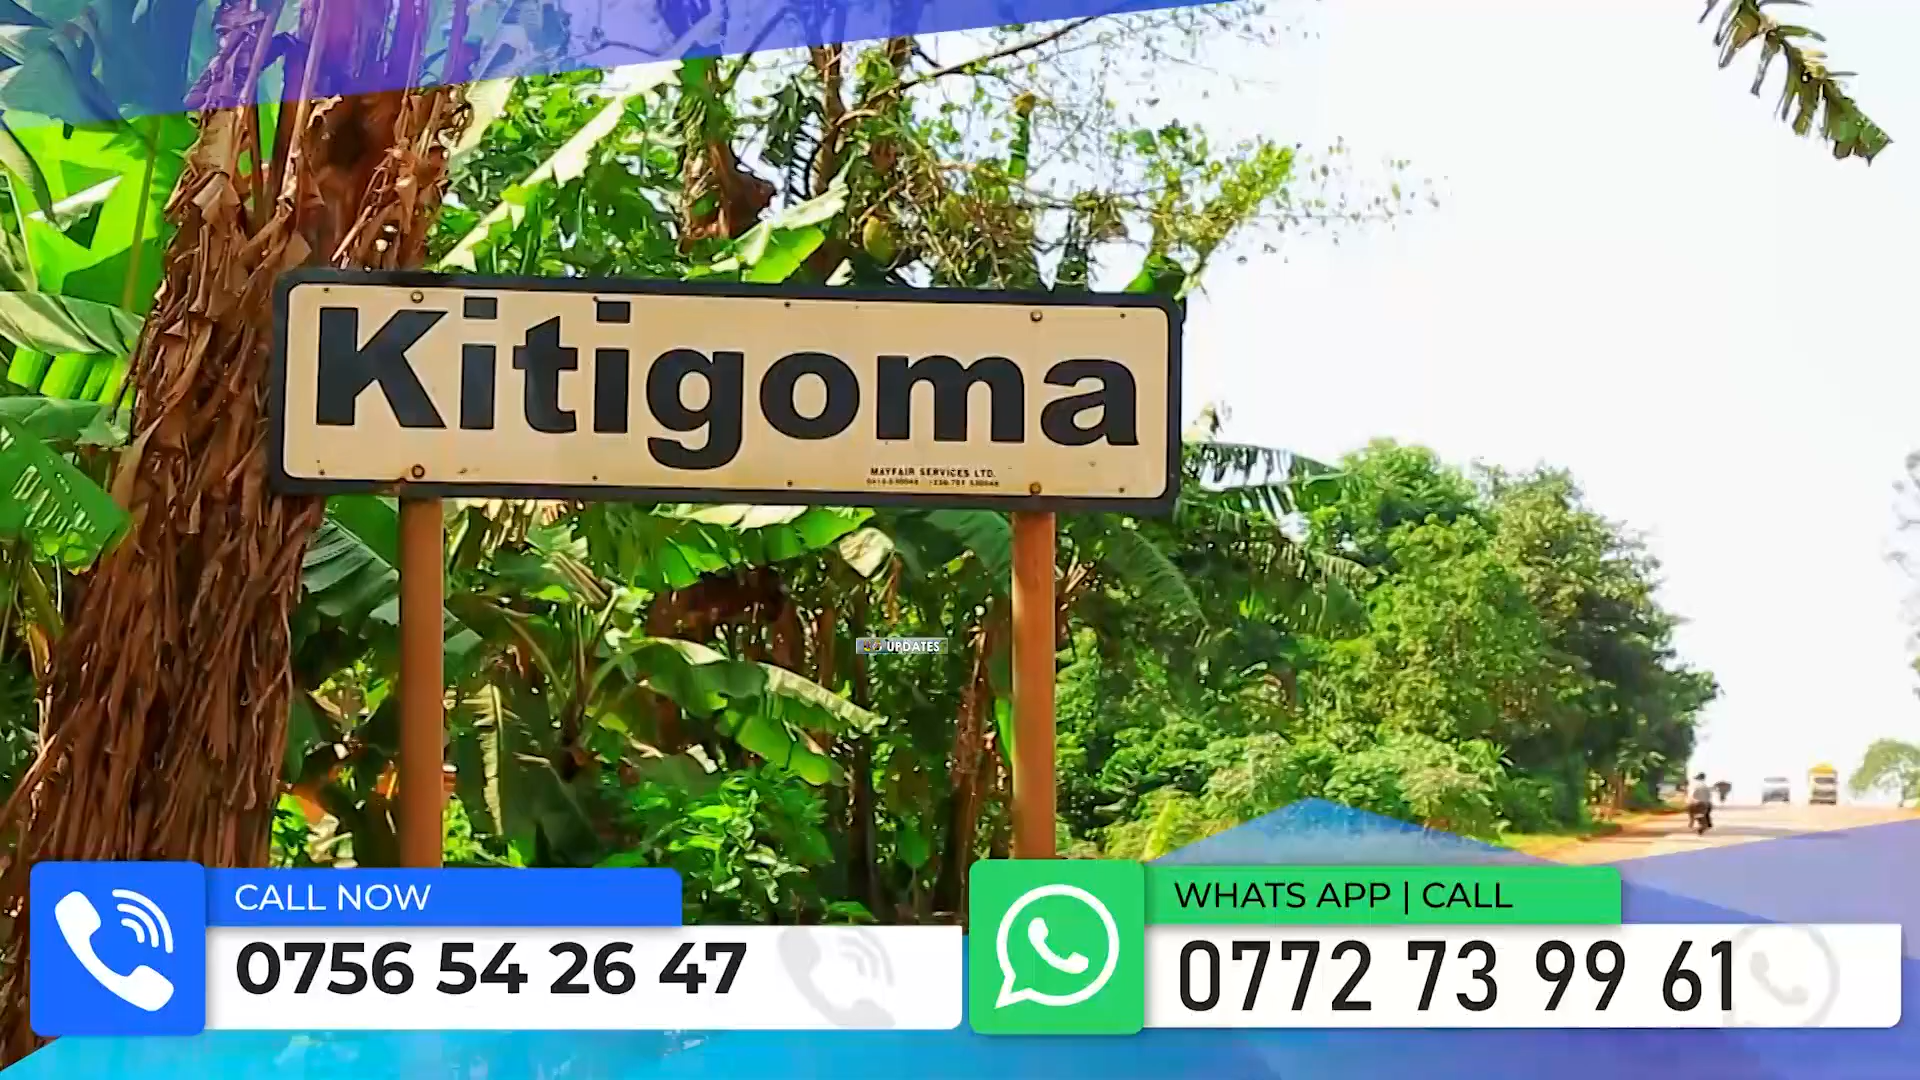 Kitigoma
MAYFAIR SERVICES LTD.
UPDATES
CALL NOW
0756 54 26 47
WHATS APP | CALL
0772 73 99 61